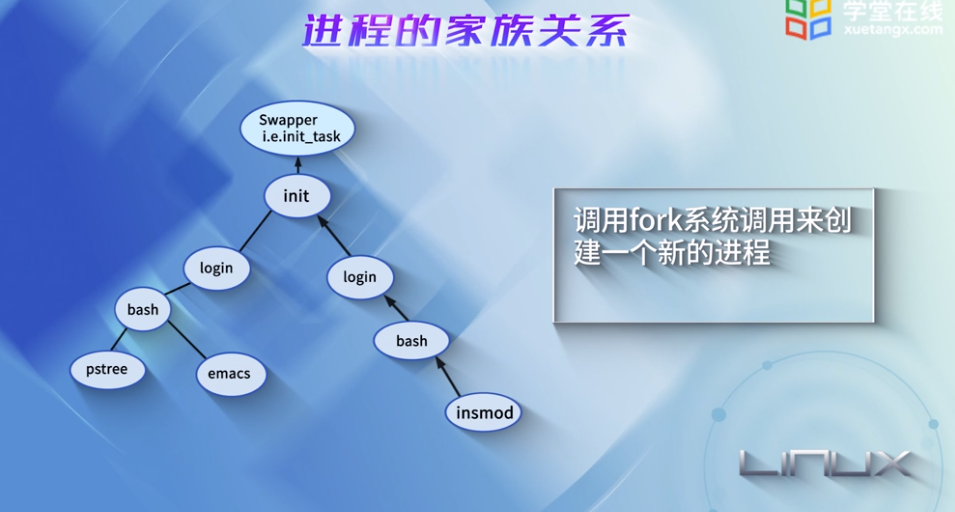 进程的家族关系
学堂在线
xuetangx.com
Swapper
i.e.init_task
init
login
login
bash
bash
pstree
emacs
insmod
调用fork系统调用来创
建一个新的进程
LINUX